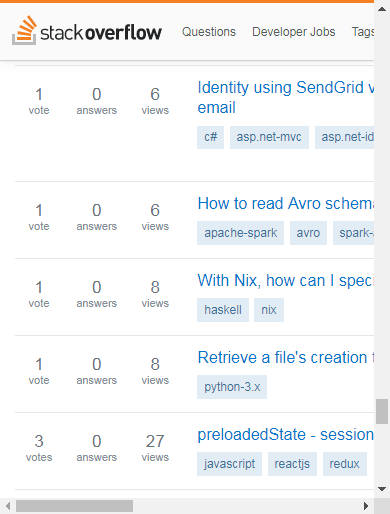 stackoverflow Questions Developer Jobs Tags
1 0 6 Identity using SendGrid
vote answers views email
c# asp.net-mvc asp.net-id
1 0 6 How to read Avro schema
vote answers views apache-spark avro spark-
1 0 8 With Nix, how can I speci
vote answers views haskell nix
1 0 8 Retrieve a file's creation
vote answers views python-3.x
3 0 27 preloadedState - session
votes answers views javascript reactjs redux